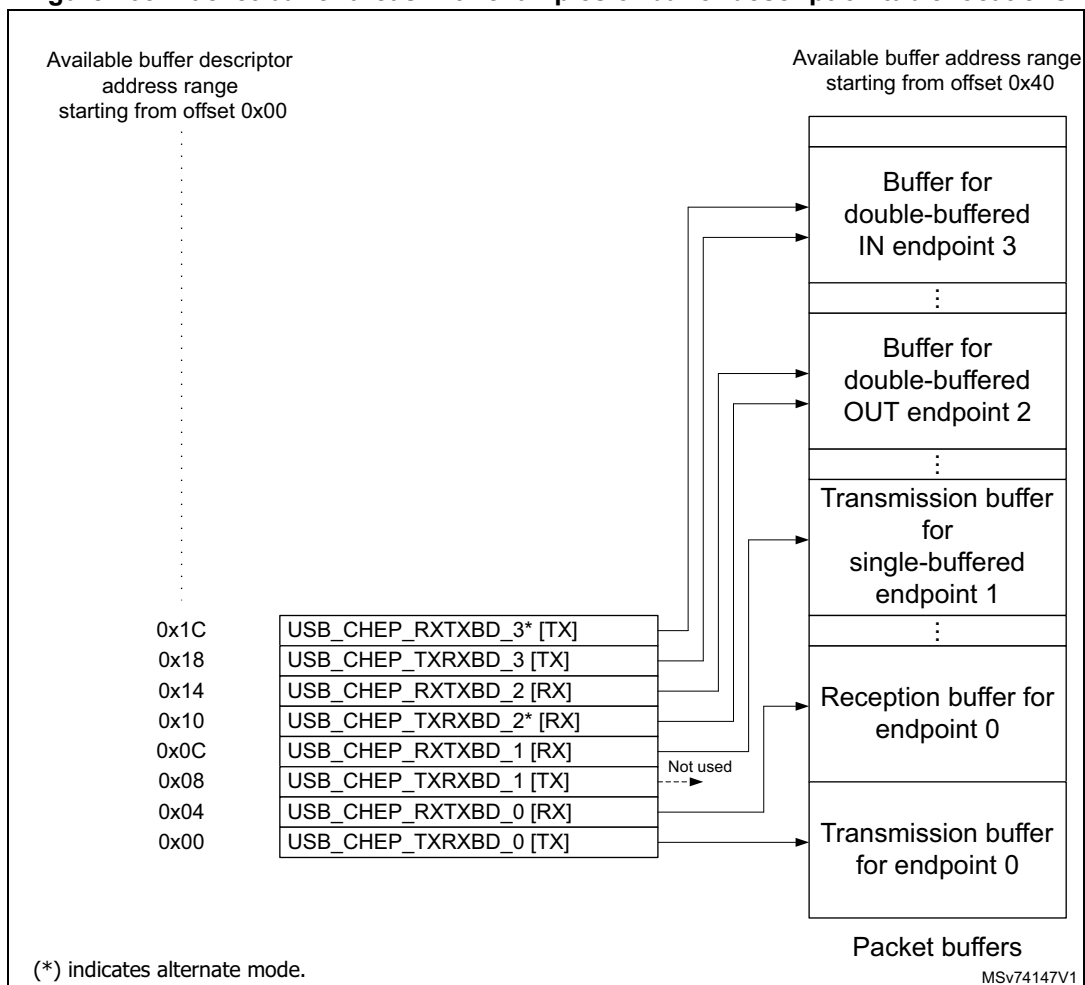 Available buffer descriptor
address range
starting from offset 0x00
Available buffer address range
starting from offset 0x40
Buffer for
double-buffered
IN endpoint 3
⋮
Buffer for
double-buffered
OUT endpoint 2
⋮
Transmission buffer
for
single-buffered
endpoint 1
⋮
Reception buffer for
endpoint 0
Transmission buffer
for endpoint 0
0x1C USB_CHEP_RXTXBD_3* [TX]
0x18 USB_CHEP_TXRXBD_3 [TX]
0x14 USB_CHEP_RXTXBD_2 [RX]
0x10 USB_CHEP_TXRXBD_2* [RX]
0x0C USB_CHEP_RXTXBD_1 [RX]
0x08 USB_CHEP_TXRXBD_1 [TX] Not used
0x04 USB_CHEP_RXTXBD_0 [RX]
0x00 USB_CHEP_TXRXBD_0 [TX]
Packet buffers
(*) indicates alternate mode.
MSv74147V1